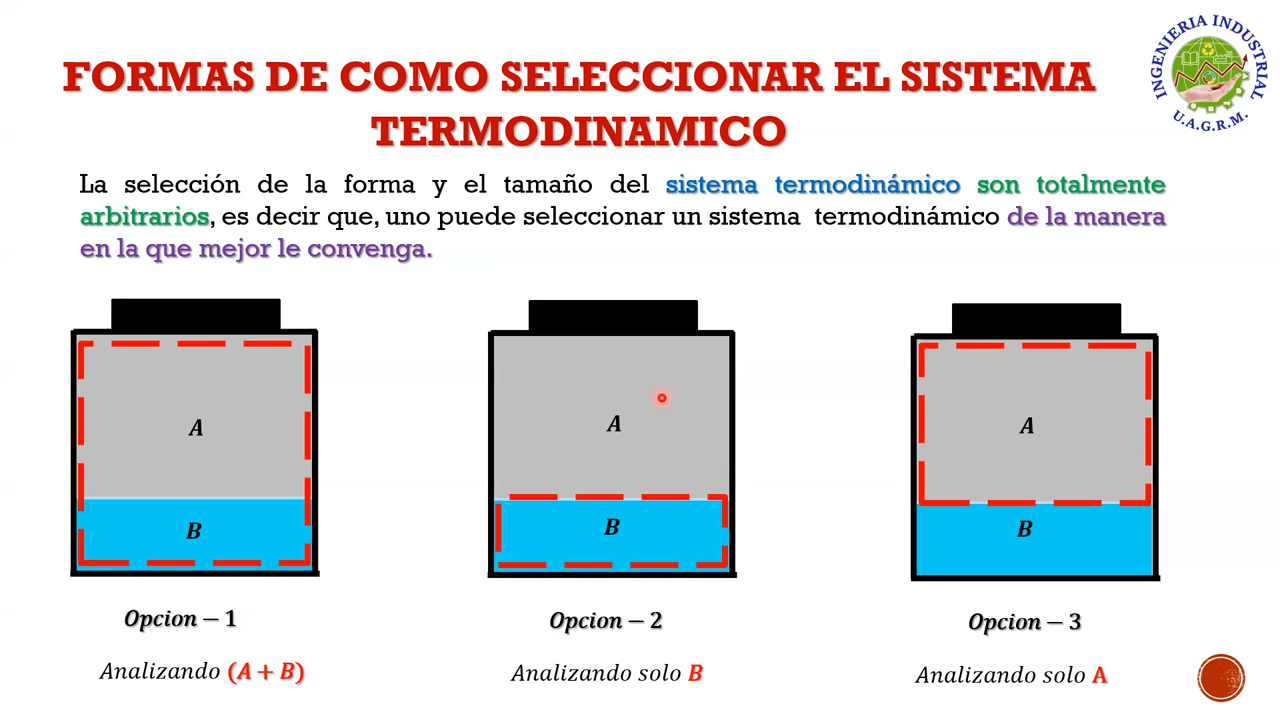 FORMAS DE COMO SELECCIONAR EL SISTEMA
TERMODINAMICO
INGENIERIA INDUSTRIAL
U.A.G.R.M.
La selección de la forma y el tamaño del sistema termodinámico son totalmente
arbitrarios, es decir que, uno puede seleccionar un sistema termodinámico de la manera
en la que mejor le convenga.
A
B
Opcion – 1
Analizando (A + B)
A
B
Opcion – 2
Analizando solo B
A
B
Opcion – 3
Analizando solo A